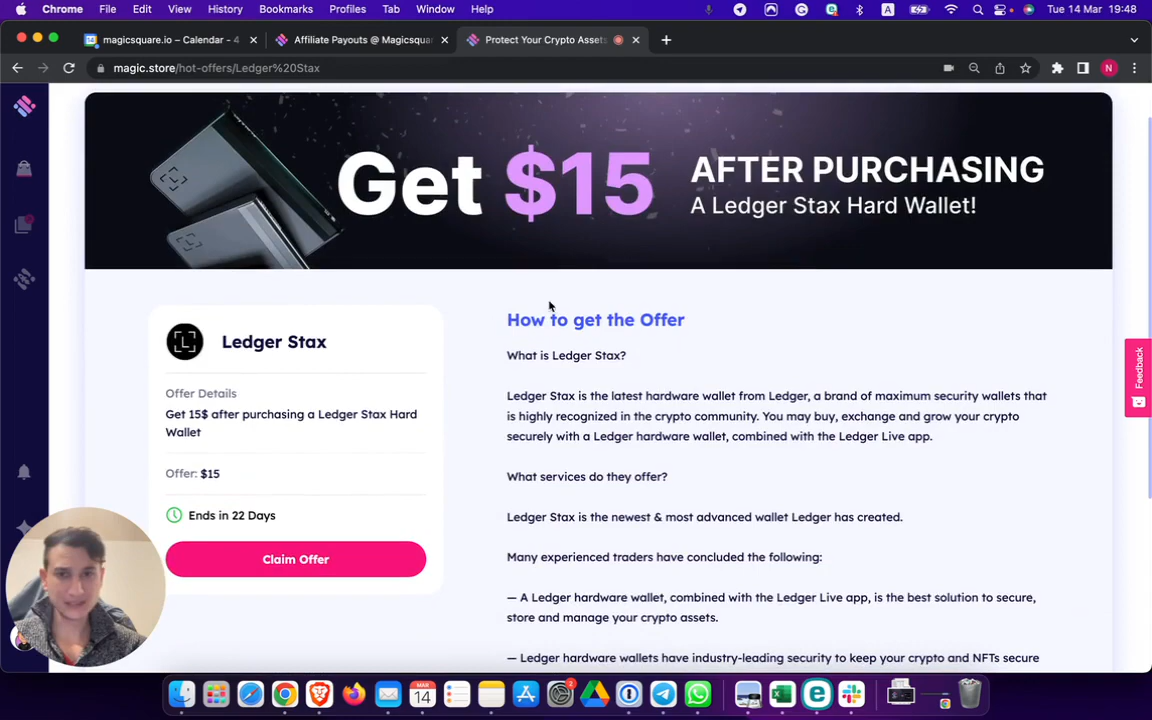 Chrome File Edit View History Bookmarks Profiles Tab Window Help
A Tue 14 Mar 19:48
magicsquare.io – Calendar - 4
Affiliate Payouts @ Magicsquar
Protect Your Crypto Assets
magic.store/hot-offers/Ledger%20Stax
N
Get $15 AFTER PURCHASING
A Ledger Stax Hard Wallet!
Ledger Stax
Offer Details
Get 15$ after purchasing a Ledger Stax Hard
Wallet
Offer: $15
Ends in 22 Days
Claim Offer
How to get the Offer
What is Ledger Stax?
Ledger Stax is the latest hardware wallet from Ledger, a brand of maximum security wallets that
is highly recognized in the crypto community. You may buy, exchange and grow your crypto
securely with a Ledger hardware wallet, combined with the Ledger Live app.
What services do they offer?
Ledger Stax is the newest & most advanced wallet Ledger has created.
Many experienced traders have concluded the following:
— A Ledger hardware wallet, combined with the Ledger Live app, is the best solution to secure,
store and manage your crypto assets.
— Ledger hardware wallets have industry-leading security to keep your crypto and NFTs secure
Feedback
MAR
14
2